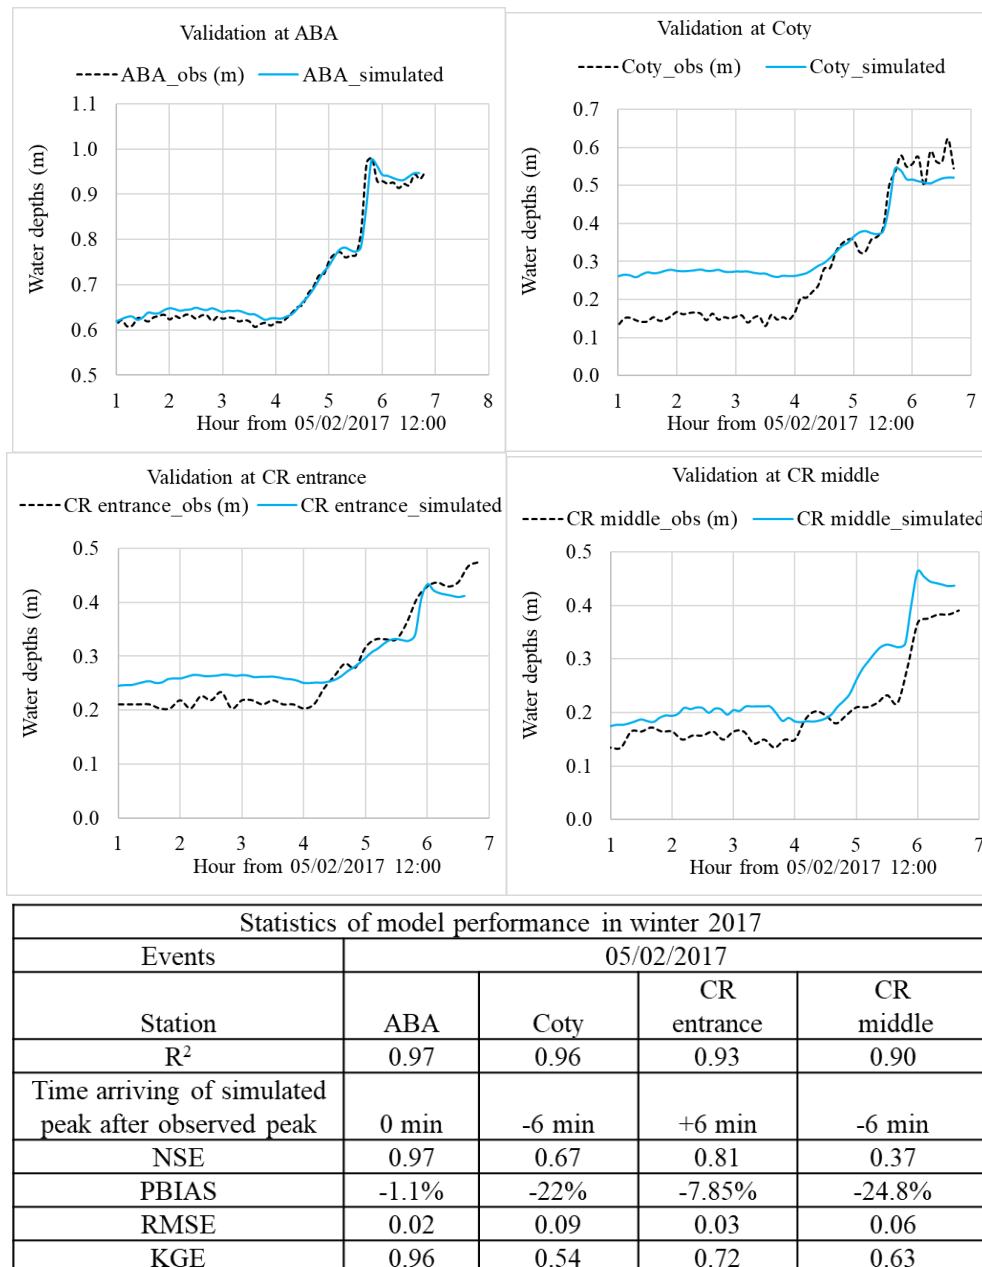 Validation at ABA
ABA_obs (m) ABA_simulated
1.1
1.0
0.9
0.8
0.7
0.6
0.5
Water depths (m)
1 2 3 4 5 6 7 8
Hour from 05/02/2017 12:00
Validation at Coty
Coty_obs (m) Coty_simulated
0.7
0.6
0.5
0.4
0.3
0.2
0.1
0.0
Water depths (m)
1 2 3 4 5 6 7
Hour from 05/02/2017 12:00
Validation at CR entrance
CR entrance_obs (m) CR entrance_simulated
0.5
0.4
0.3
0.2
0.1
0.0
Water depths (m)
1 2 3 4 5 6 7
Hour from 05/02/2017 12:00
Validation at CR middle
CR middle_obs (m) CR middle_simulated
0.5
0.4
0.3
0.2
0.1
0.0
Water depths (m)
1 2 3 4 5 6 7
Hour from 05/02/2017 12:00
Statistics of model performance in winter 2017
Events 05/02/2017
Station ABA Coty CR entrance CR middle
R² 0.97 0.96 0.93 0.90
Time arriving of simulated
peak after observed peak 0 min -6 min +6 min -6 min
NSE 0.97 0.67 0.81 0.37
PBIAS -1.1% -22% -7.85% -24.8%
RMSE 0.02 0.09 0.03 0.06
KGE 0.96 0.54 0.72 0.63